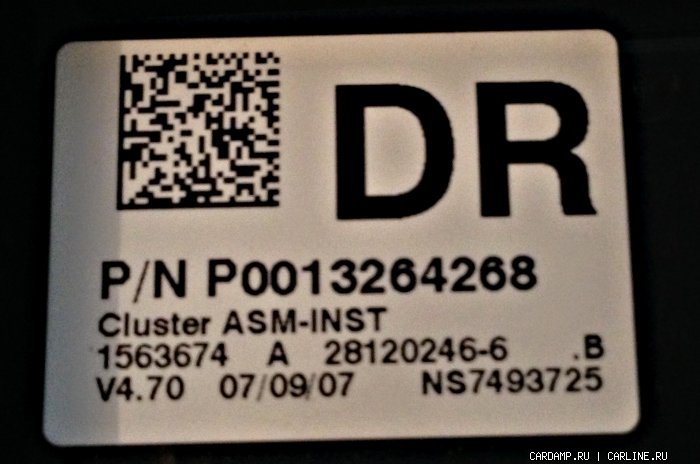 DR
P/N P0013264268
Cluster ASM-INST
1563674 A 28120246-6 .B
V4.70 07/09/07 NS7493725
CARDAMP.RU | CARLINE.RU